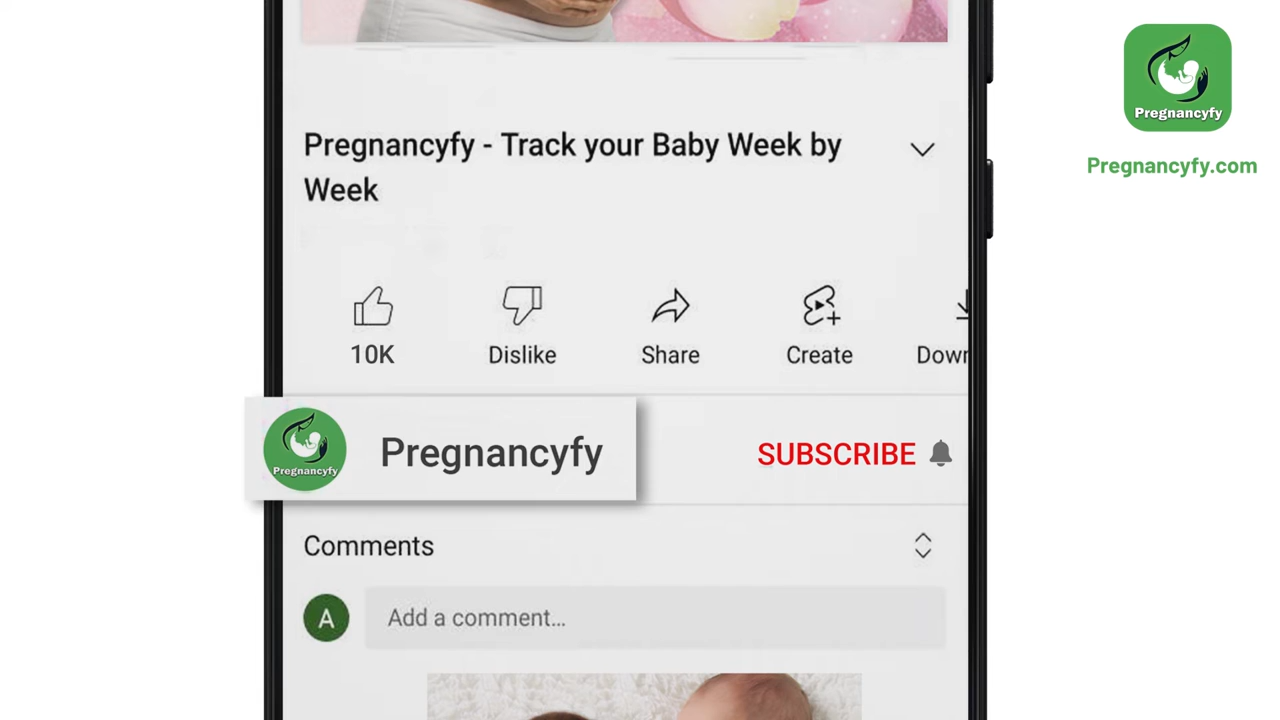 Pregnancyfy
Pregnancyfy.com
Pregnancyfy - Track your Baby Week by
Week
10K
Dislike
Share
Create
Down
Pregnancyfy
Pregnancyfy
SUBSCRIBE
Comments
A
Add a comment...